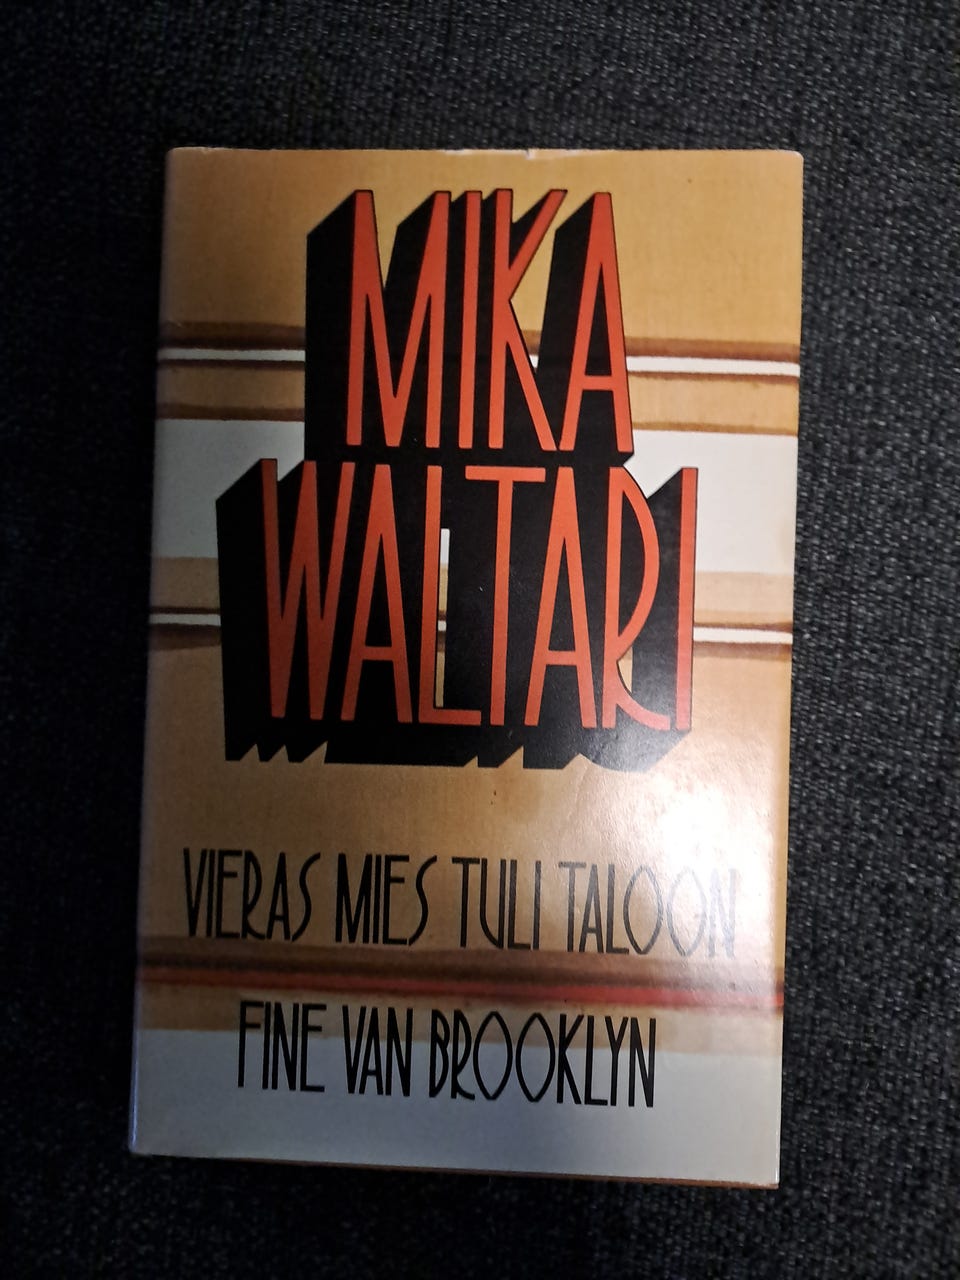 MIKA
WALTARI
VIERAS MIES TULI TALOON
FINE VAN BROOKLYN